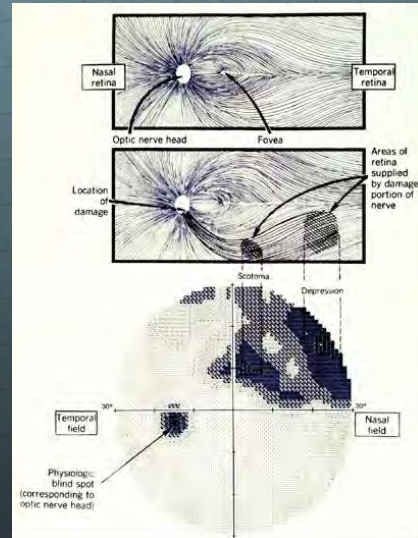 Nasal
retina
Temporal
retina
Optic nerve head
Fovea
Areas of
retina
supplied
by damage
portion of
nerve
Location
of
damage
Scotoma
Depression
30°
Temporal
field
30°
Nasal
field
Physiologic
blind spot
(corresponding to
optic nerve head)